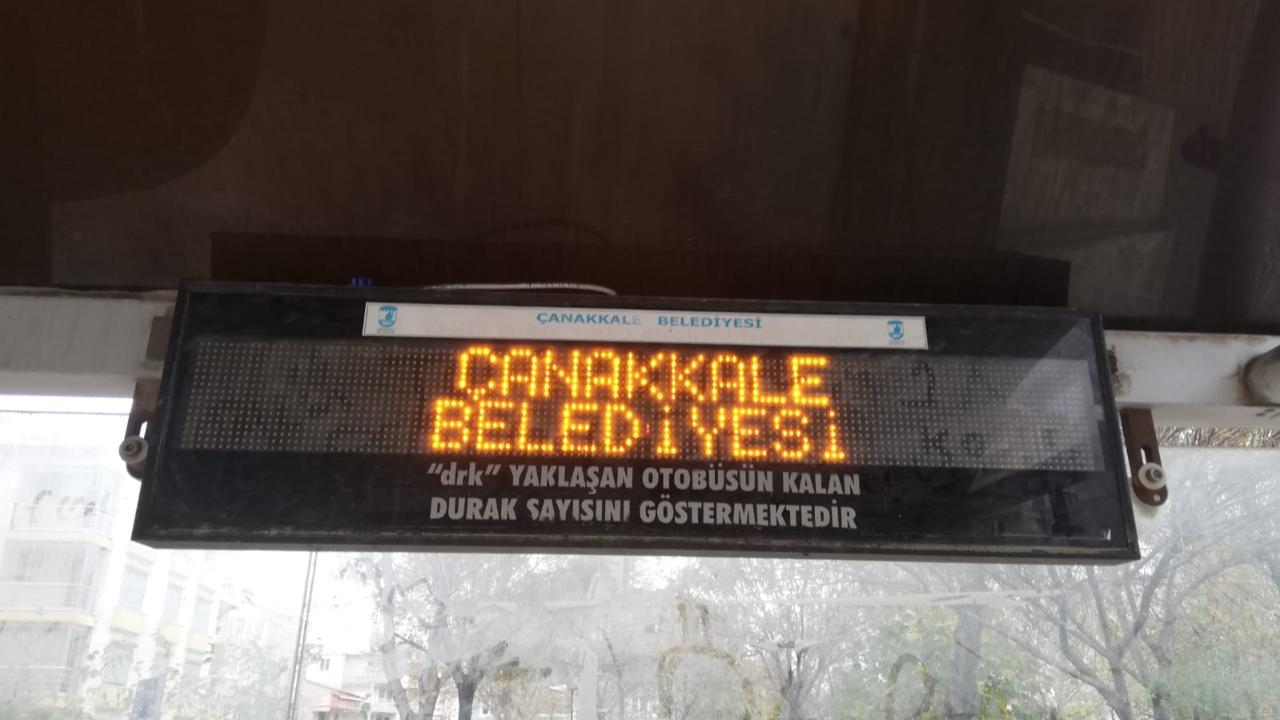 ÇANAKKALE BELEDİYESİ
ÇANAKKALE
BELEDİYESİ
“drk” YAKLAŞAN OTOBÜSÜN KALAN
DURAK SAYISINI GÖSTERMEKTEDİR